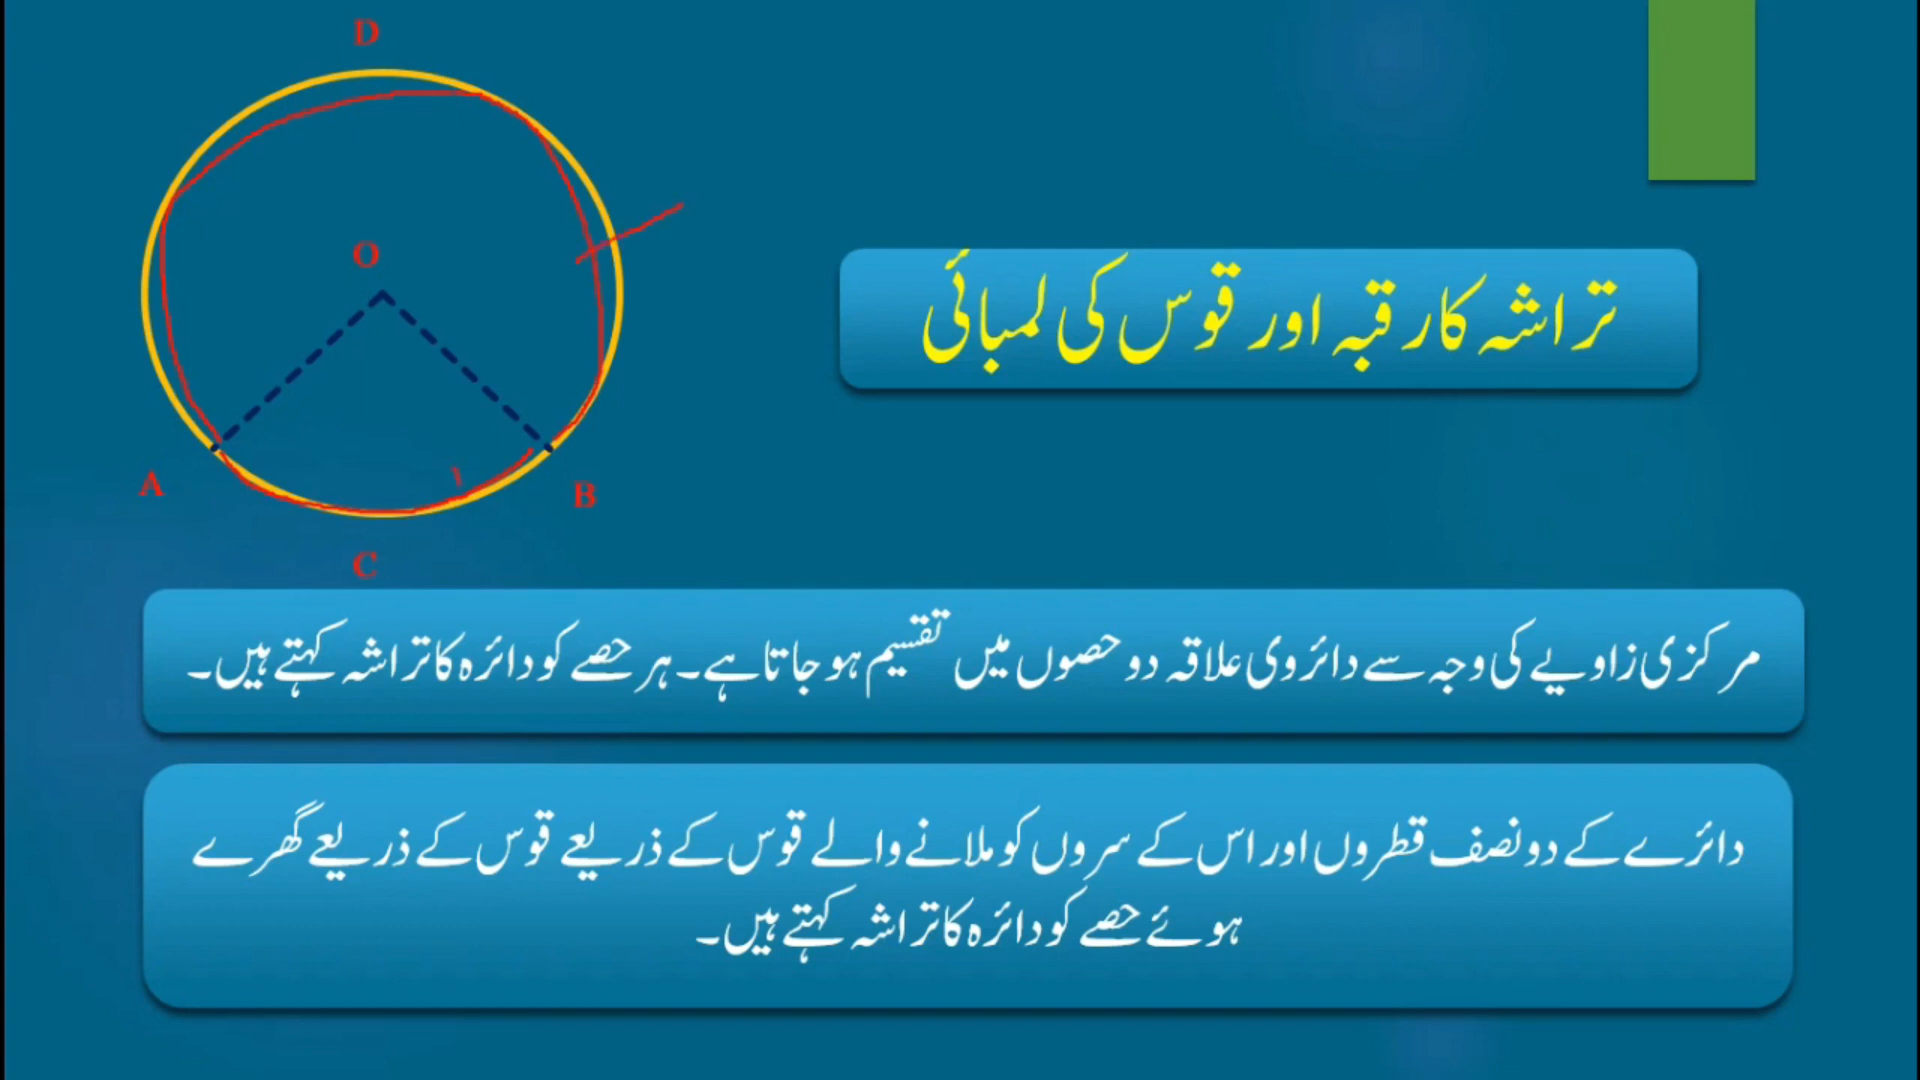 D
O
A
B
C
تراشہ کا رقبہ اور قوس کی لمبائی
مرکزی زاویے کی وجہ سے دائروی علاقہ دو حصوں میں تقسیم ہو جاتا ہے۔ ہر حصے کو دائرہ کا تراشہ کہتے ہیں۔
دائرے کے دو نصف قطروں اور اس کے سروں کو ملانے والے قوس کے ذریعے قوس کے ذریعے گھرے
ہوئے حصے کو دائرہ کا تراشہ کہتے ہیں۔